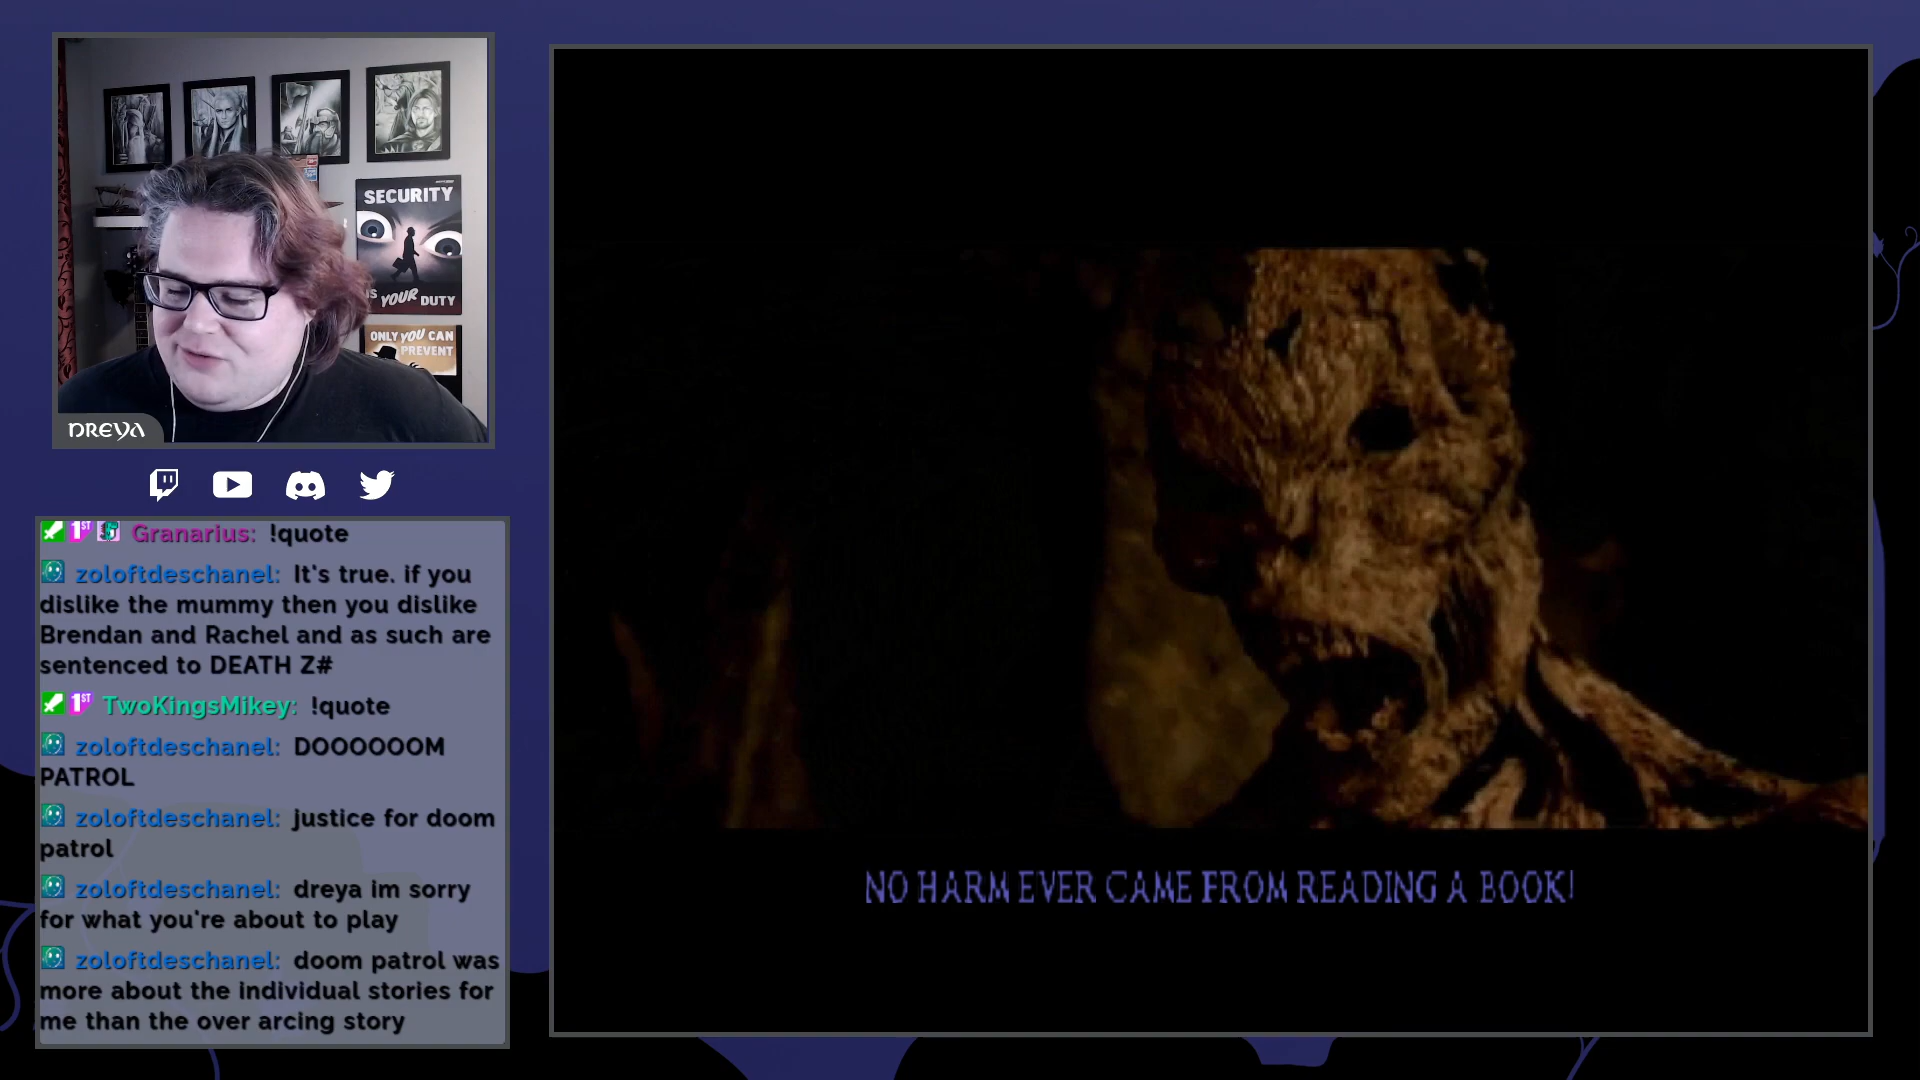 SECURITY
IS YOUR DUTY
ONLY YOU CAN
PREVENT
DREYA
Granarius: !quote
zoloftdeschanel: It's true. if you
dislike the mummy then you dislike
Brendan and Rachel and as such are
sentenced to DEATH Z#
TwoKingsMikey: !quote
zoloftdeschanel: DOOOOOOM
PATROL
zoloftdeschanel: justice for doom
patrol
zoloftdeschanel: dreya im sorry
for what you're about to play
zoloftdeschanel: doom patrol was
more about the individual stories for
me than the over arcing story
NO HARM EVER CAME FROM READING A BOOK!